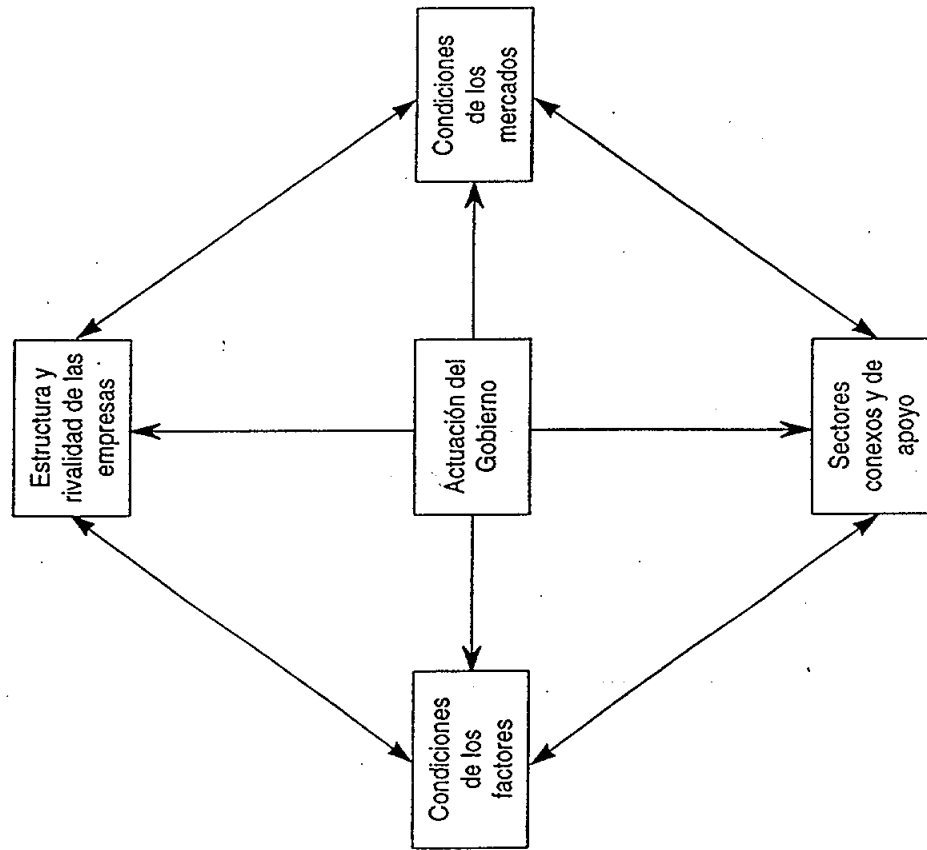 Estructura y
rivalidad de las
empresas
Condiciones
de los
factores
Actuación del
Gobierno
Condiciones
de los
mercados
Sectores
conexos y de
apoyo